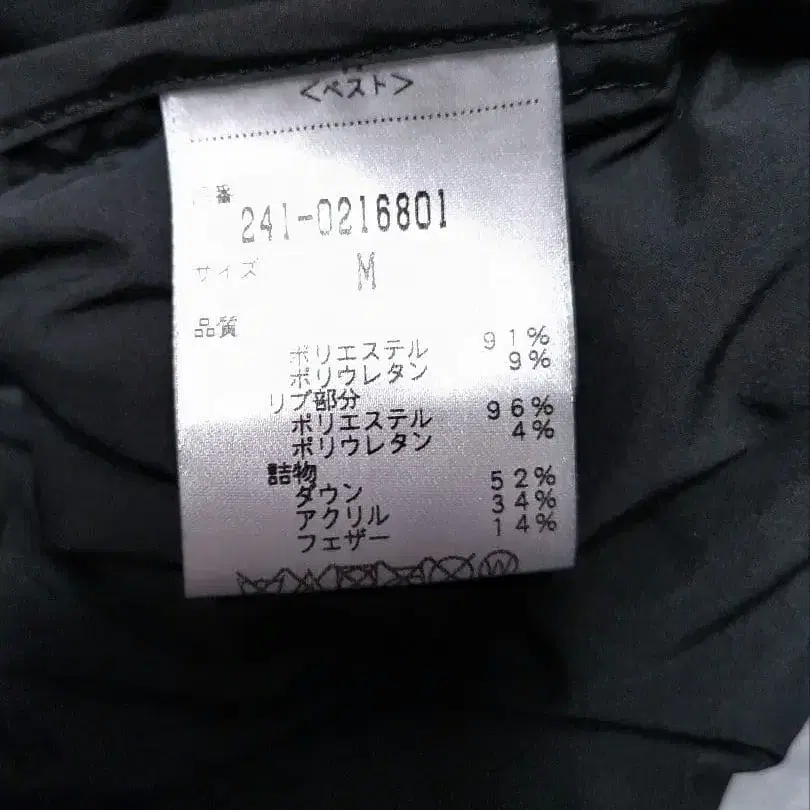 <ベスト>
品番
241-0216801
サイズ M
品質
ポリエステル 91%
ポリウレタン 9%
リブ部分
ポリエステル 96%
ポリウレタン 4%
詰物
ダウン 52%
アクリル 34%
フェザー 14%
W